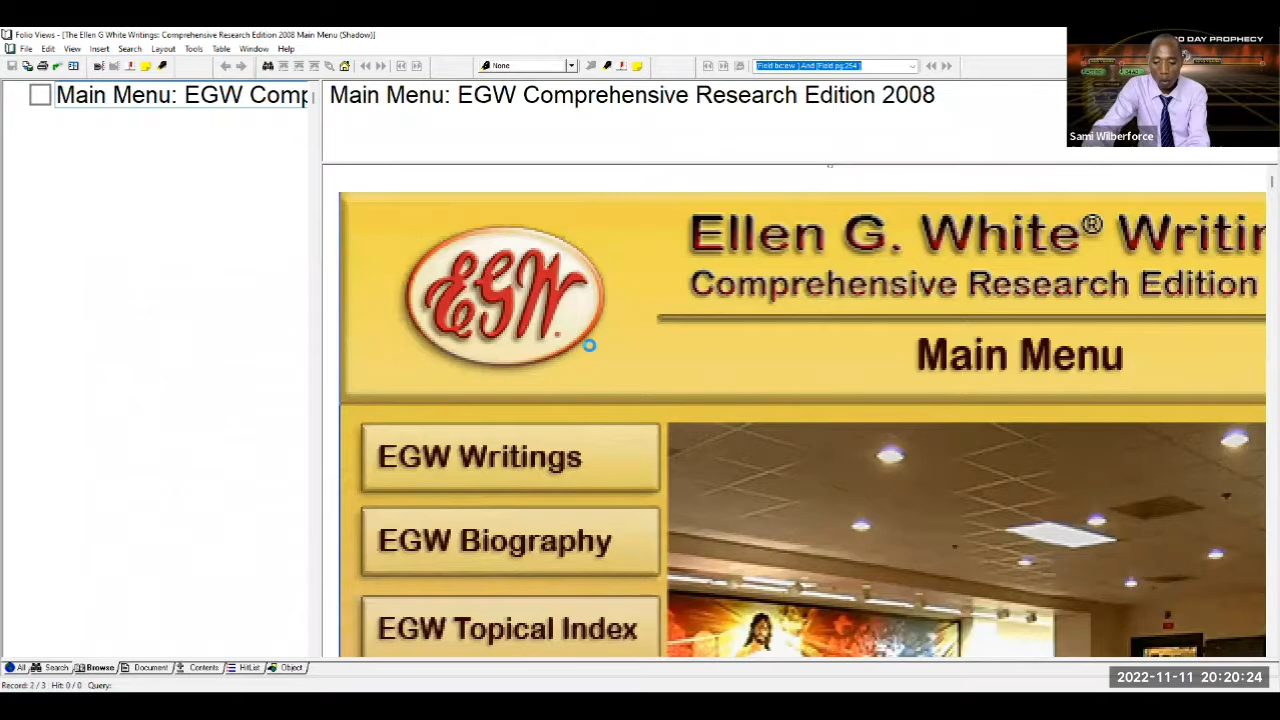 Folio Views - [The Ellen G White Writings: Comprehensive Research Edition 2008 Main Menu (Shadow)]
File Edit View Insert Search Layout Tools Table Window Help
None
Main Menu: EGW Comp
Main Menu: EGW Comprehensive Research Edition 2008
DAY PROPHECY
Sami Wilberforce
EGW
Ellen G. White® Writin
Comprehensive Research Edition
Main Menu
EGW Writings
EGW Biography
EGW Topical Index
All Search Browse Document Contents HitList Object
Record: 2 / 3 Hit: 0 / 0 Query:
2022-11-11 20:20:24